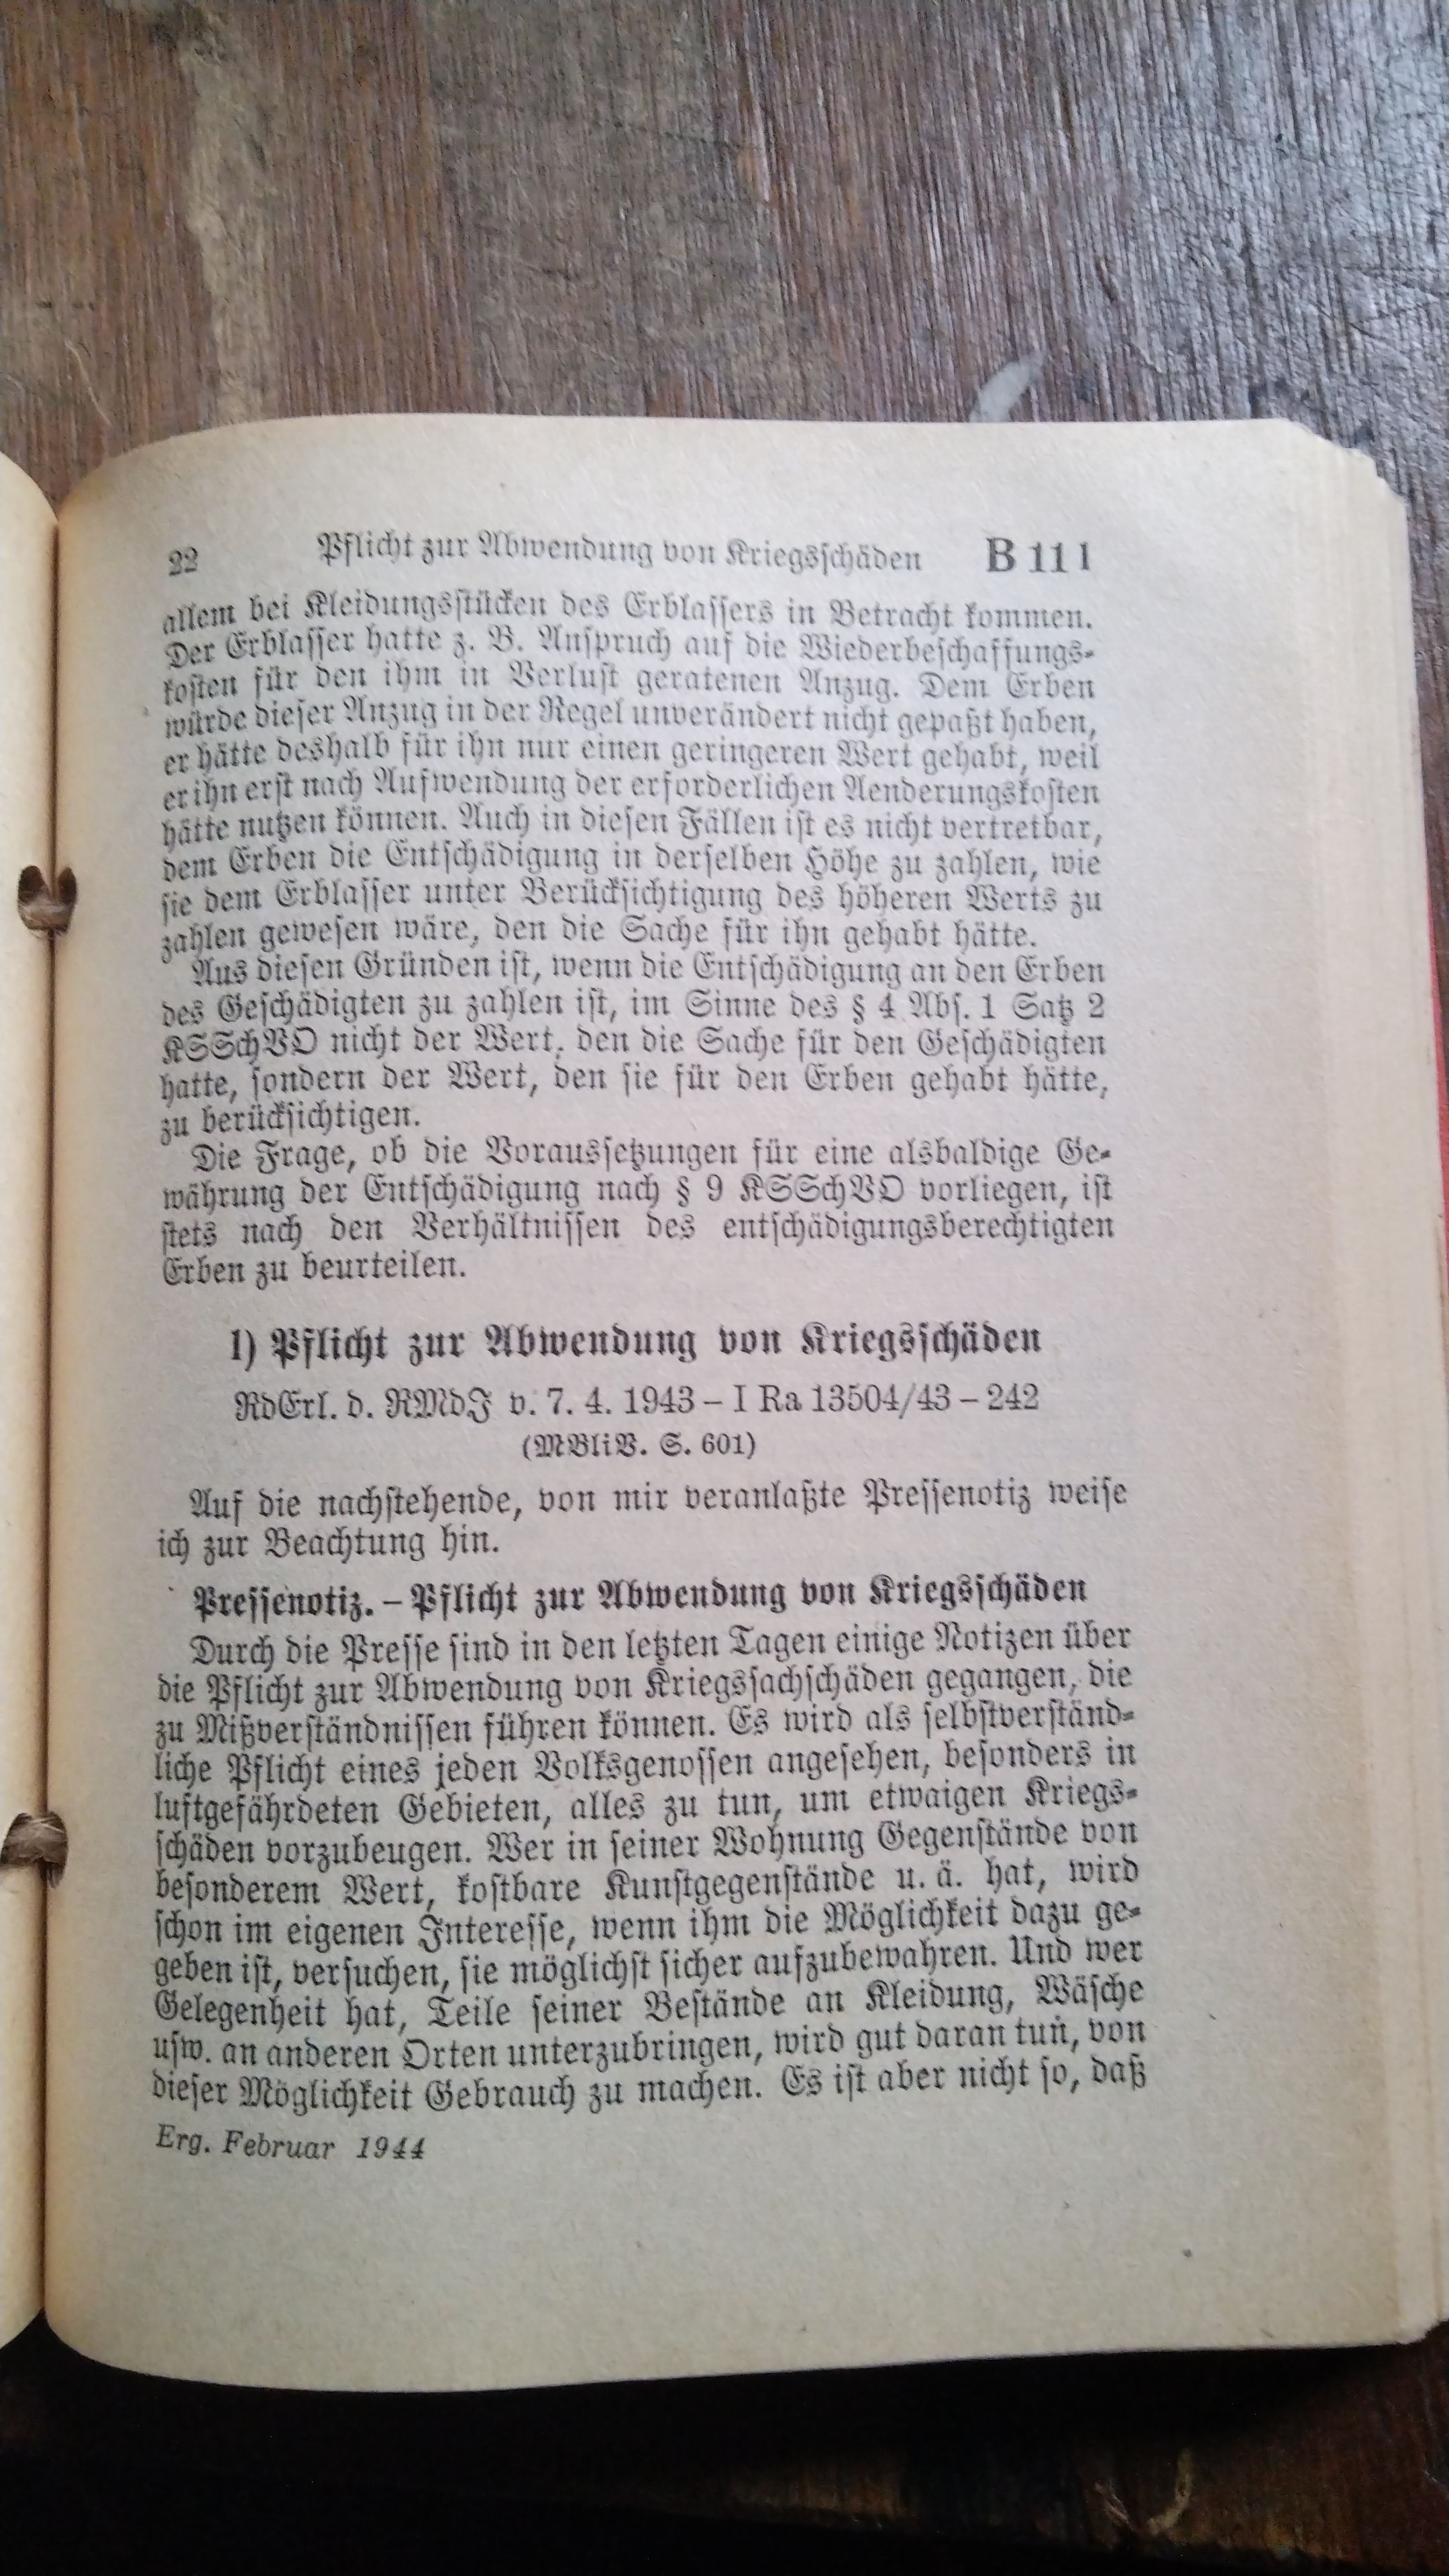 22 Pflicht zur Abwendung von Kriegsschäden B 11 l
allem bei Kleidungsstücken des Erblassers in Betracht kommen.
Der Erblasser hatte z. B. Anspruch auf die Wiederbeschaffungs-
kosten für den ihm in Verlust geratenen Anzug. Dem Erben
würde dieser Anzug in der Regel unverändert nicht gepaßt haben,
er hätte deshalb für ihn nur einen geringeren Wert gehabt, weil
er ihn erst nach Aufwendung der erforderlichen Aenderungskosten
hätte nutzen können. Auch in diesen Fällen ist es nicht vertretbar,
dem Erben die Entschädigung in derselben Höhe zu zahlen, wie
sie dem Erblasser unter Berücksichtigung des höheren Werts zu
zahlen gewesen wäre, den die Sache für ihn gehabt hätte.
Aus diesen Gründen ist, wenn die Entschädigung an den Erben
des Geschädigten zu zahlen ist, im Sinne des § 4 Abs. 1 Satz 2
KSSchVO nicht der Wert, den die Sache für den Geschädigten
hatte, sondern der Wert, den sie für den Erben gehabt hätte,
zu berücksichtigen.
Die Frage, ob die Voraussetzungen für eine alsbaldige Ge-
währung der Entschädigung nach § 9 KSSchVO vorliegen, ist
stets nach den Verhältnissen des entschädigungsberechtigten
Erben zu beurteilen.
l) Pflicht zur Abwendung von Kriegsschäden
RdErl. d. RMdJ v. 7. 4. 1943 – I Ra 13504/43 – 242
(MBliV. S. 601)
Auf die nachstehende, von mir veranlaßte Pressenotiz weise
ich zur Beachtung hin.
Pressenotiz. – Pflicht zur Abwendung von Kriegsschäden
Durch die Presse sind in den letzten Tagen einige Notizen über
die Pflicht zur Abwendung von Kriegssachschäden gegangen, die
zu Mißverständnissen führen können. Es wird als selbstverständ-
liche Pflicht eines jeden Volksgenossen angesehen, besonders in
luftgefährdeten Gebieten, alles zu tun, um etwaigen Kriegs-
schäden vorzubeugen. Wer in seiner Wohnung Gegenstände von
besonderem Wert, kostbare Kunstgegenstände u. ä. hat, wird
schon im eigenen Interesse, wenn ihm die Möglichkeit dazu ge-
geben ist, versuchen, sie möglichst sicher aufzubewahren. Und wer
Gelegenheit hat, Teile seiner Bestände an Kleidung, Wäsche
usw. an anderen Orten unterzubringen, wird gut daran tun, von
dieser Möglichkeit Gebrauch zu machen. Es ist aber nicht so, daß
Erg. Februar 1944